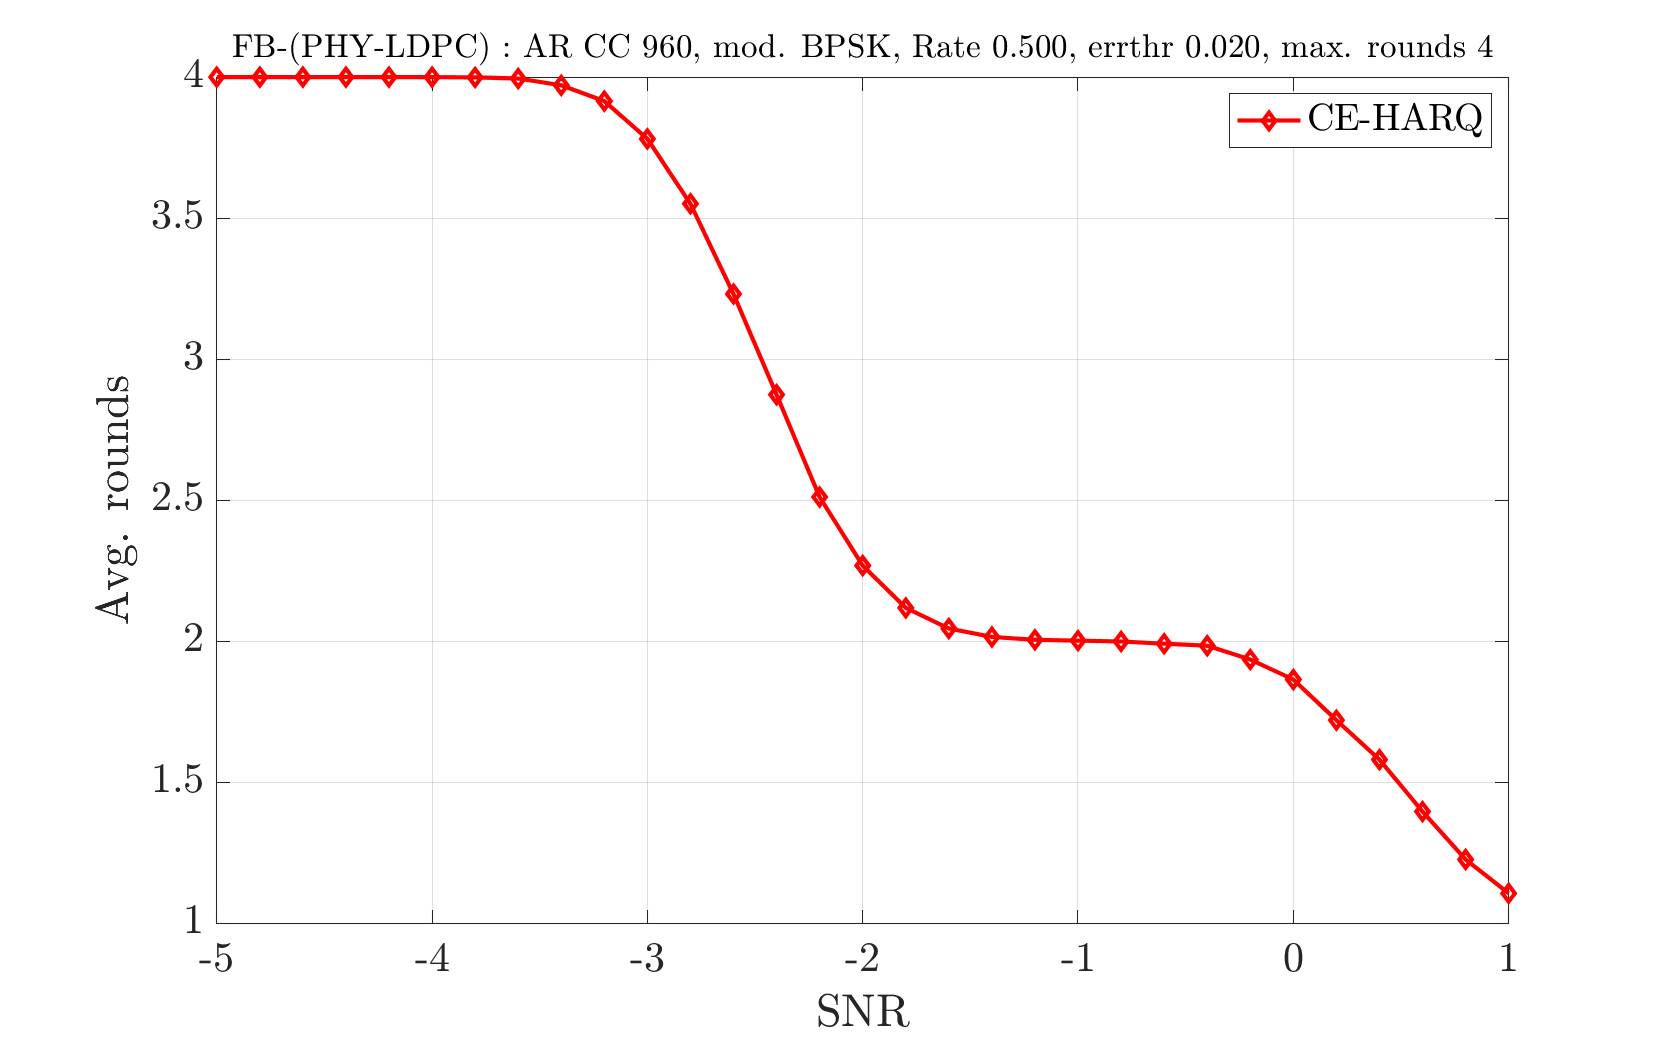 FB-(PHY-LDPC) : AR CC 960, mod. BPSK, Rate 0.500, errthr 0.020, max. rounds 4
CE-HARQ
4
3.5
3
2.5
2
1.5
1
Avg. rounds
-5 -4 -3 -2 -1 0 1
SNR